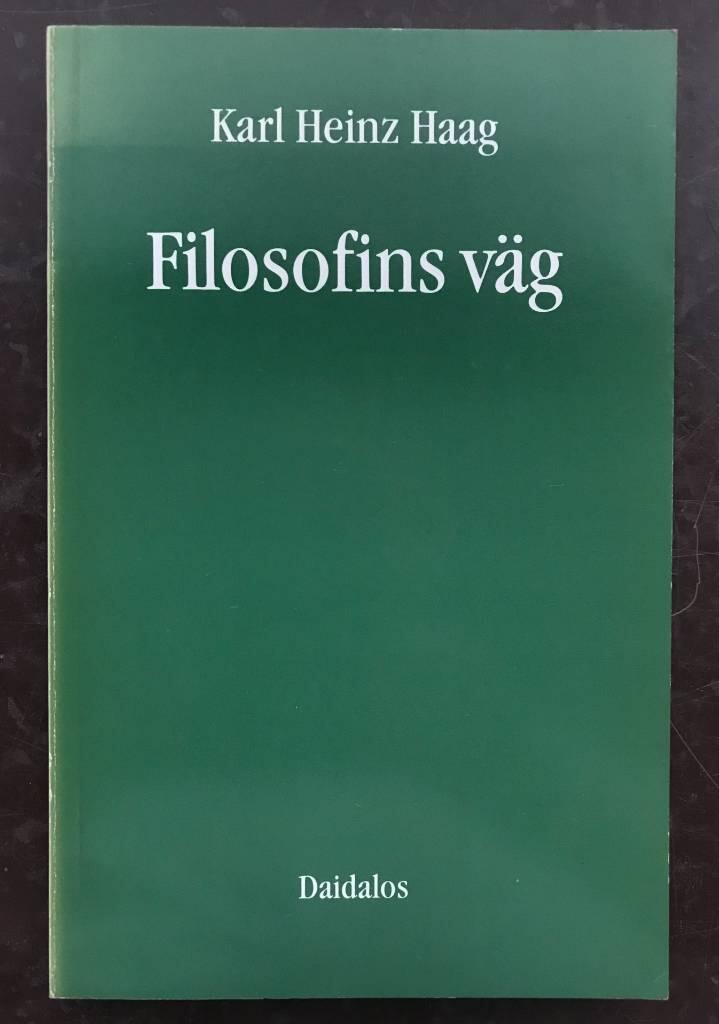 Karl Heinz Haag
Filosofins väg
Daidalos